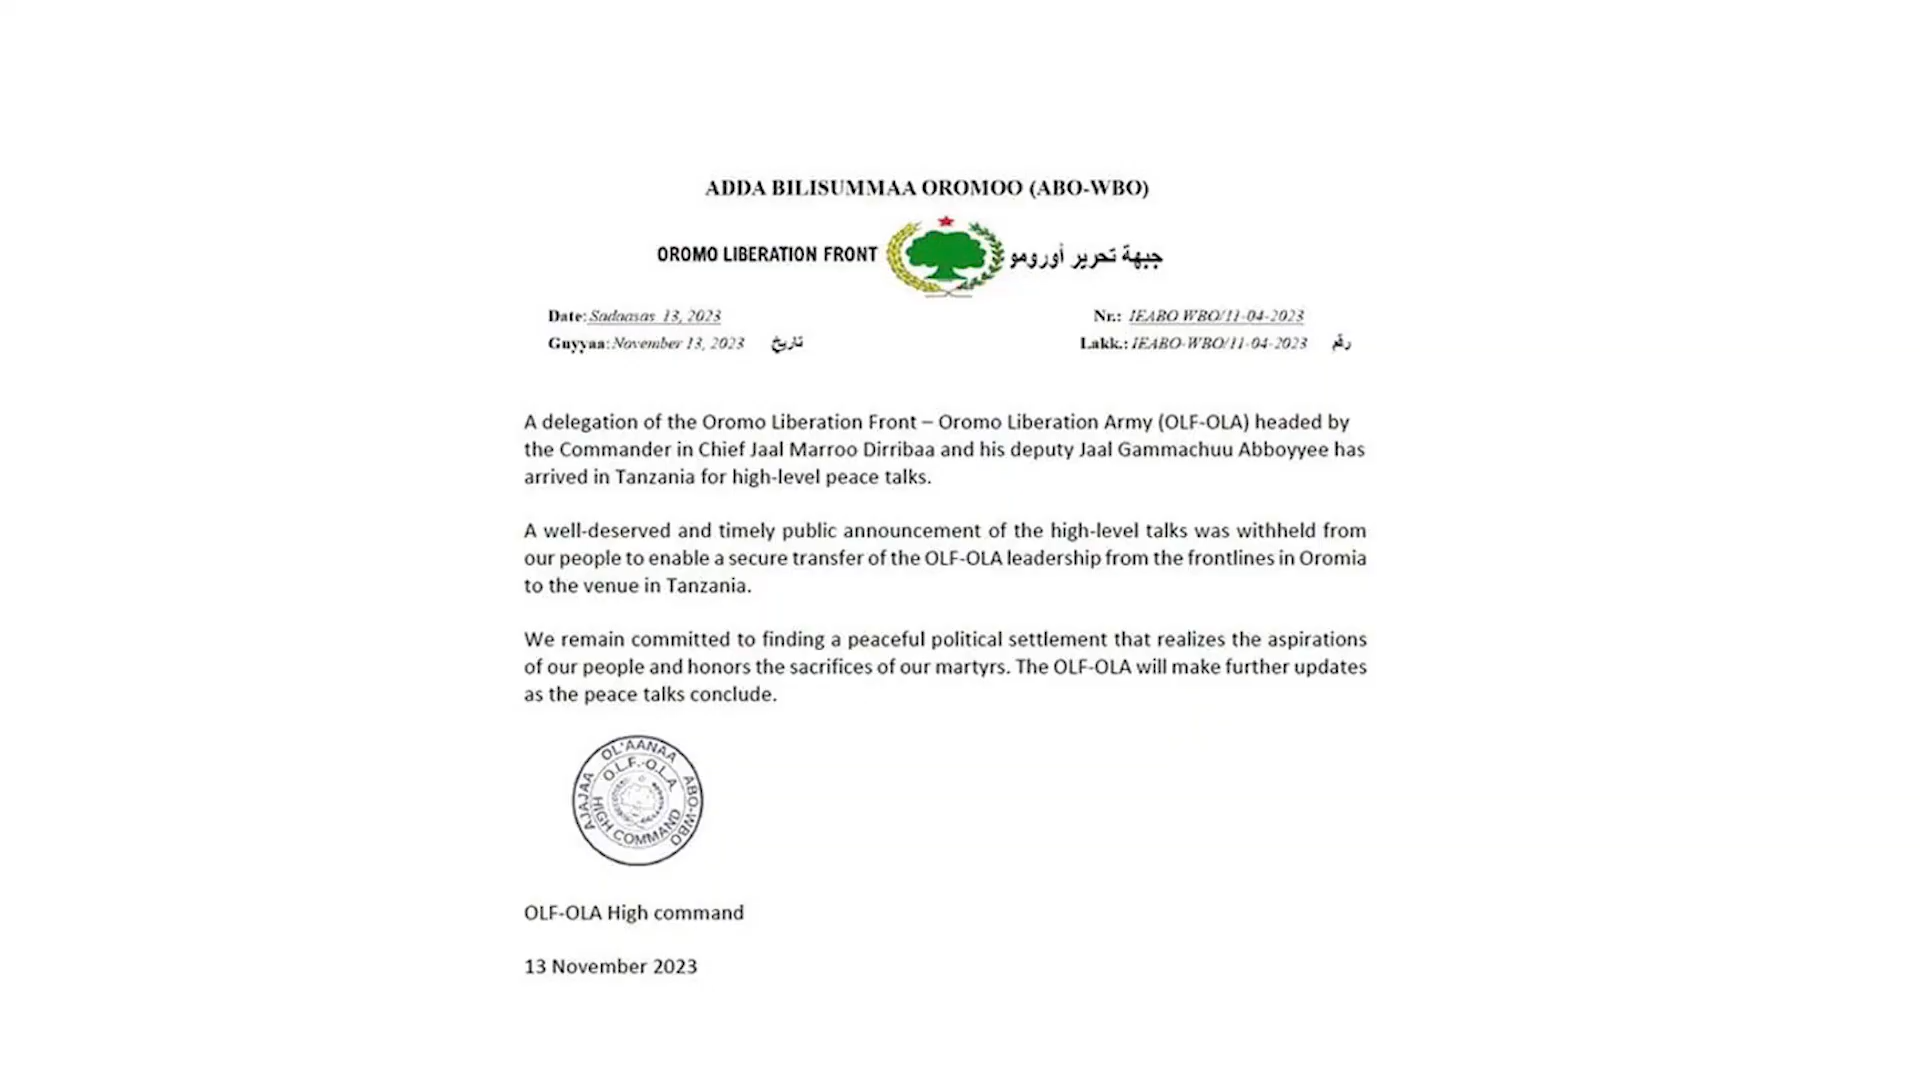 ADDA BILISUMMAA OROMOO (ABO-WBO)
OROMO LIBERATION FRONT جبهة تحرير أورومو
Date: Sadaasas 13, 2023 Nr.: IEABO WBO/11-04-2023
Guyyaa: November 13, 2023 تاريخ Lakk.: IEABO-WBO/11-04-2023 رقم
A delegation of the Oromo Liberation Front – Oromo Liberation Army (OLF-OLA) headed by
the Commander in Chief Jaal Marroo Dirribaa and his deputy Jaal Gammachuu Abboyyee has
arrived in Tanzania for high-level peace talks.
A well-deserved and timely public announcement of the high-level talks was withheld from
our people to enable a secure transfer of the OLF-OLA leadership from the frontlines in Oromia
to the venue in Tanzania.
We remain committed to finding a peaceful political settlement that realizes the aspirations
of our people and honors the sacrifices of our martyrs. The OLF-OLA will make further updates
as the peace talks conclude.
AJAJAA OL'AANAA ABO-WBO
O.L.F.-O.L.A.
HIGH COMMAND
OLF-OLA High command
13 November 2023